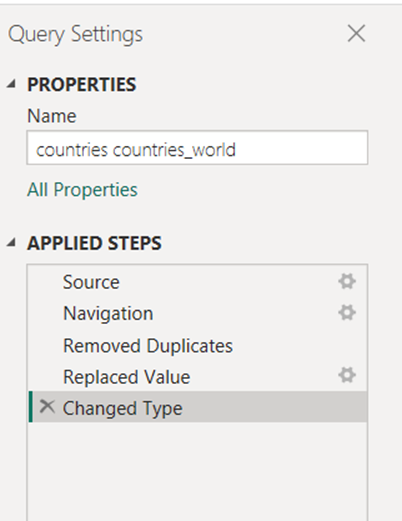 Query Settings
PROPERTIES
Name
countries countries_world
All Properties
APPLIED STEPS
Source
Navigation
Removed Duplicates
Replaced Value
Changed Type